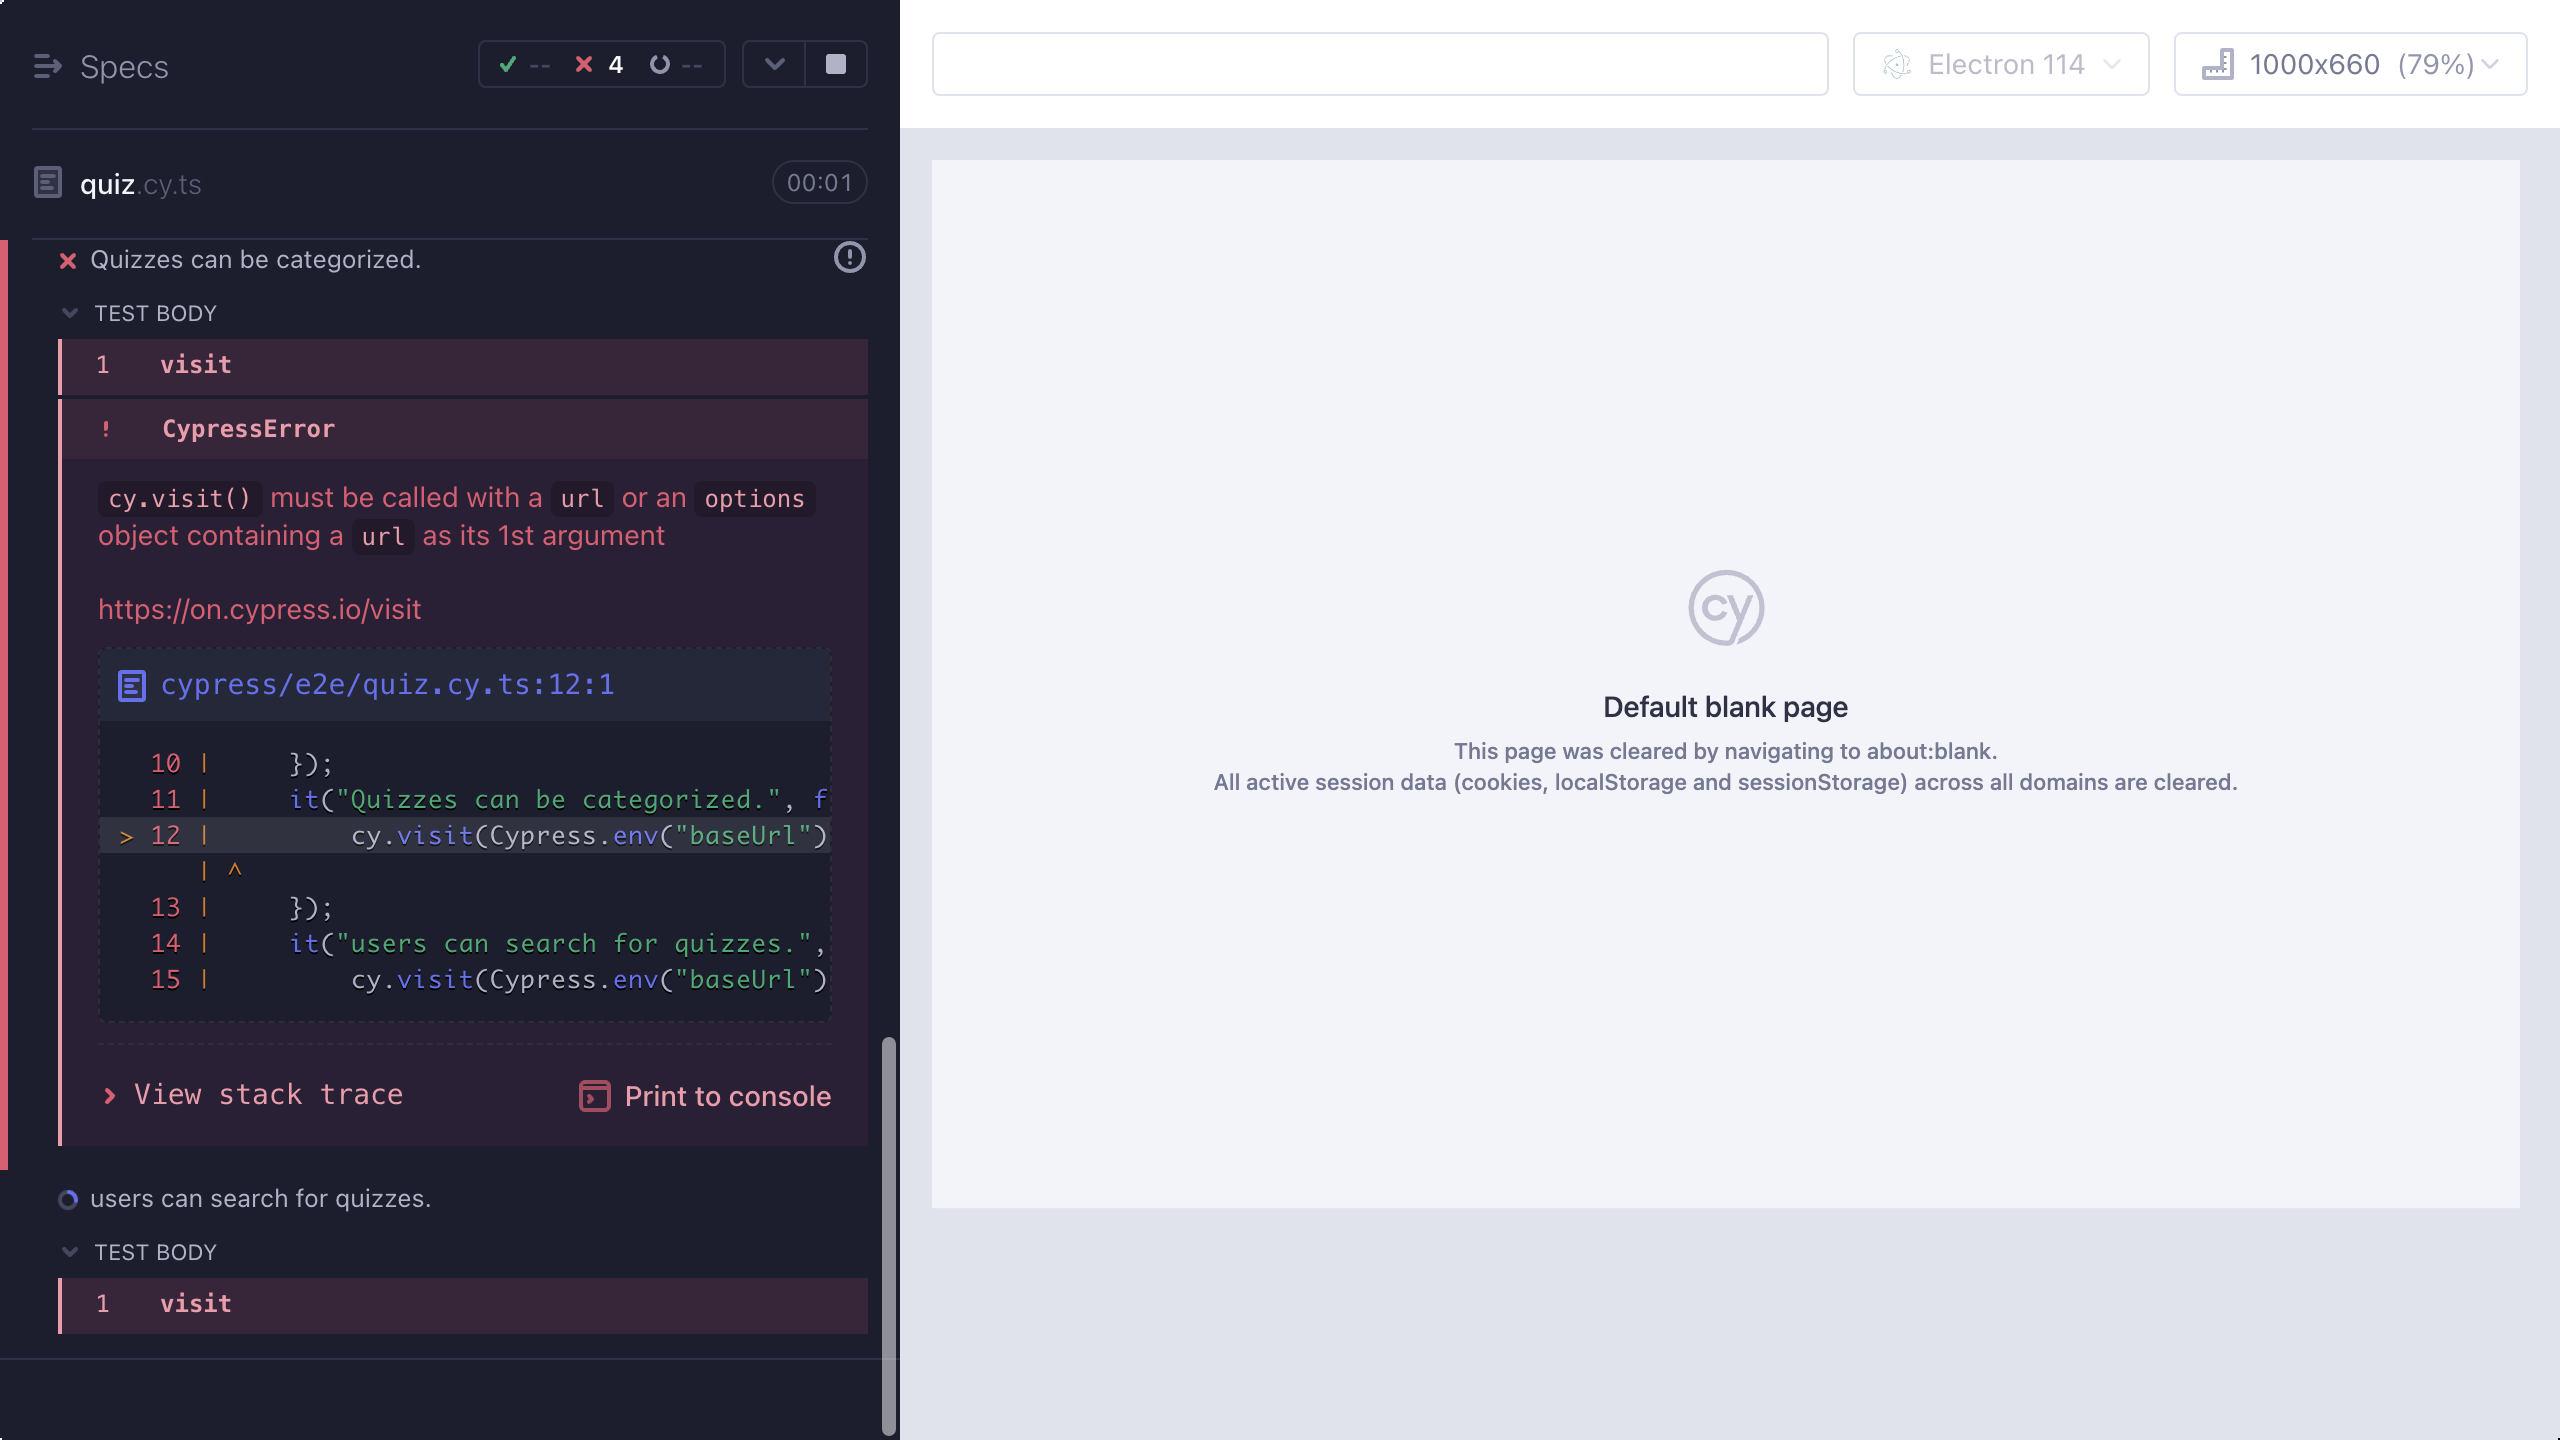 Specs
-- 4 --
quiz.cy.ts
00:01
Quizzes can be categorized.
TEST BODY
1 visit
! CypressError
cy.visit() must be called with a url or an options
object containing a url as its 1st argument
https://on.cypress.io/visit
cypress/e2e/quiz.cy.ts:12:1
10 | });
11 | it("Quizzes can be categorized.", f
> 12 | cy.visit(Cypress.env("baseUrl")
| ^
13 | });
14 | it("users can search for quizzes.",
15 | cy.visit(Cypress.env("baseUrl")
View stack trace
Print to console
users can search for quizzes.
TEST BODY
1 visit
Electron 114
1000x660 (79%)
cy
Default blank page
This page was cleared by navigating to about:blank.
All active session data (cookies, localStorage and sessionStorage) across all domains are cleared.